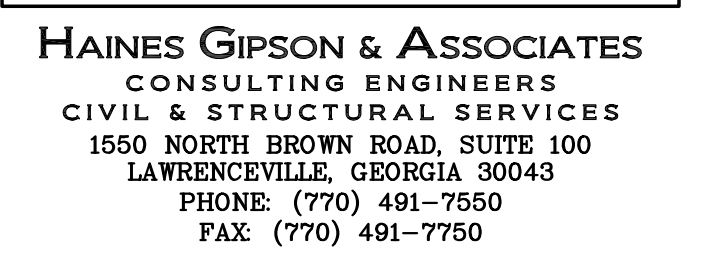 HAINES GIPSON & ASSOCIATES
CONSULTING ENGINEERS
CIVIL & STRUCTURAL SERVICES
1550 NORTH BROWN ROAD, SUITE 100
LAWRENCEVILLE, GEORGIA 30043
PHONE: (770) 491-7550
FAX: (770) 491-7750